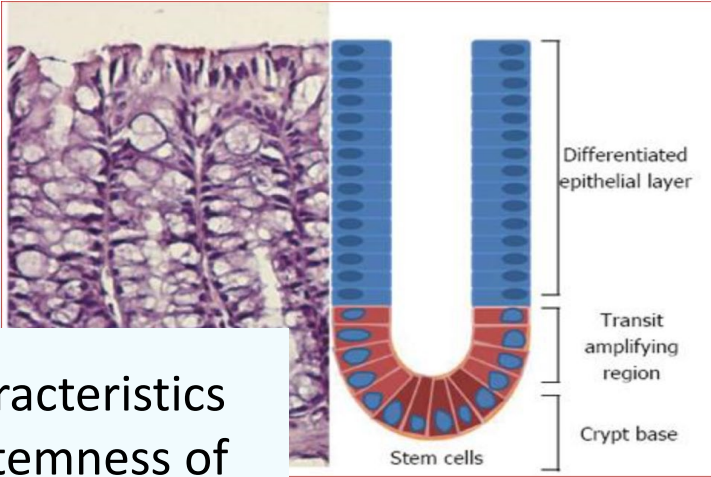 Differentiated
epithelial layer
Transit
amplifying
region
Crypt base
Stem cells
racteristics
temness of